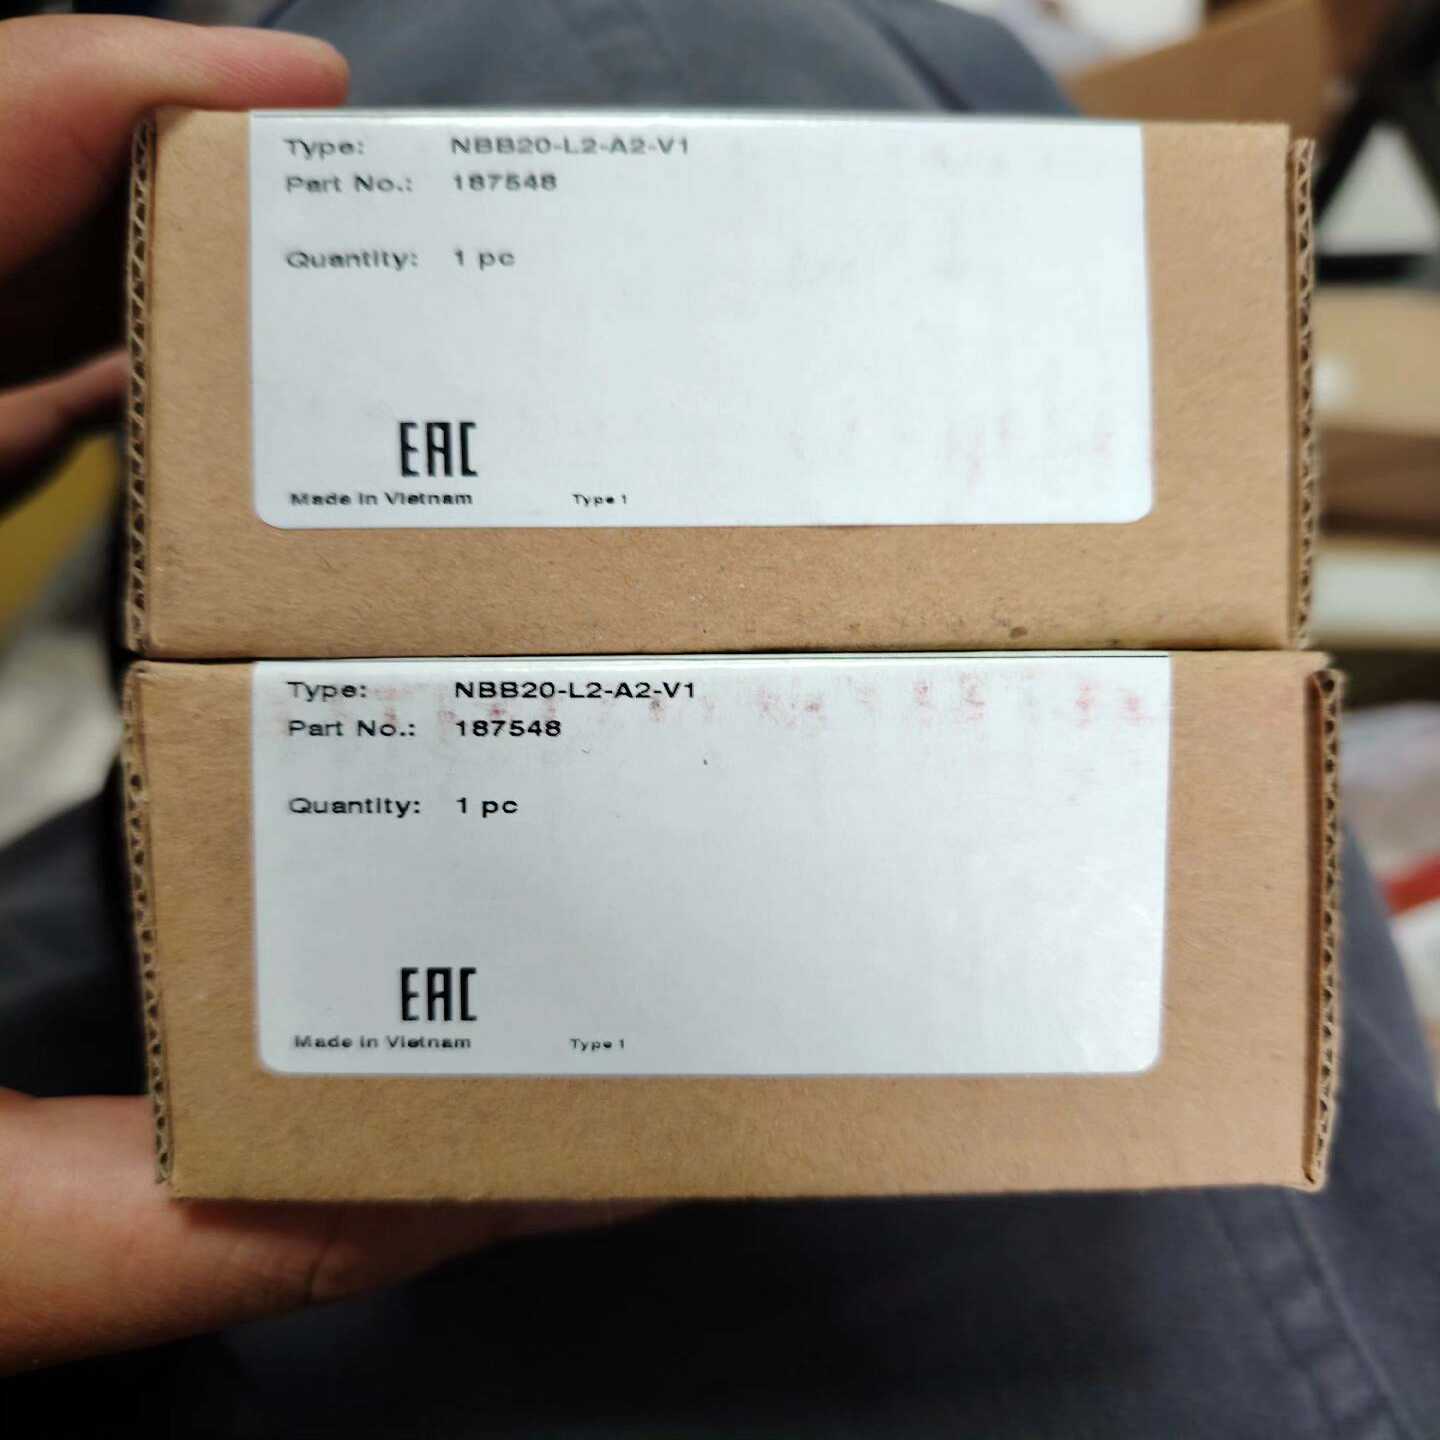 Type: NBB20-L2-A2-V1
Part No.: 187548
Quantity: 1 pc
EAC
Made in Vietnam Type 1
Type: NBB20-L2-A2-V1
Part No.: 187548
Quantity: 1 pc
EAC
Made in Vietnam Type 1